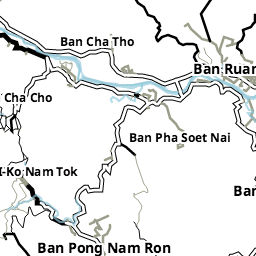 Ban Cha Tho
Ban Ruan
Cha Cho
Ban Pha Soet Nai
I-Ko Nam Tok
Ban
Ban Pong Nam Ron